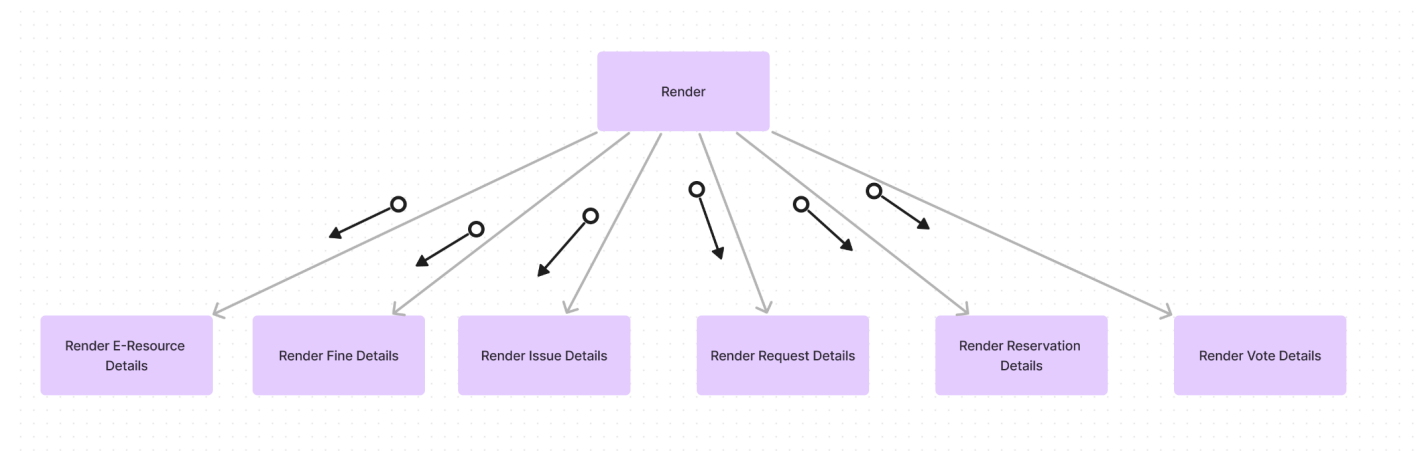 Render
Render E-Resource
Details
Render Fine Details
Render Issue Details
Render Request Details
Render Reservation
Details
Render Vote Details